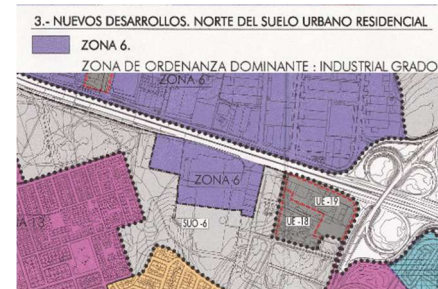 3.- NUEVOS DESARROLLOS. NORTE DEL SUELO URBANO RESIDENCIAL
ZONA 6.
ZONA DE ORDENANZA DOMINANTE : INDUSTRIAL GRADO
ZONA 6
ZONA 6
UE-19
SUO-6
UE-18